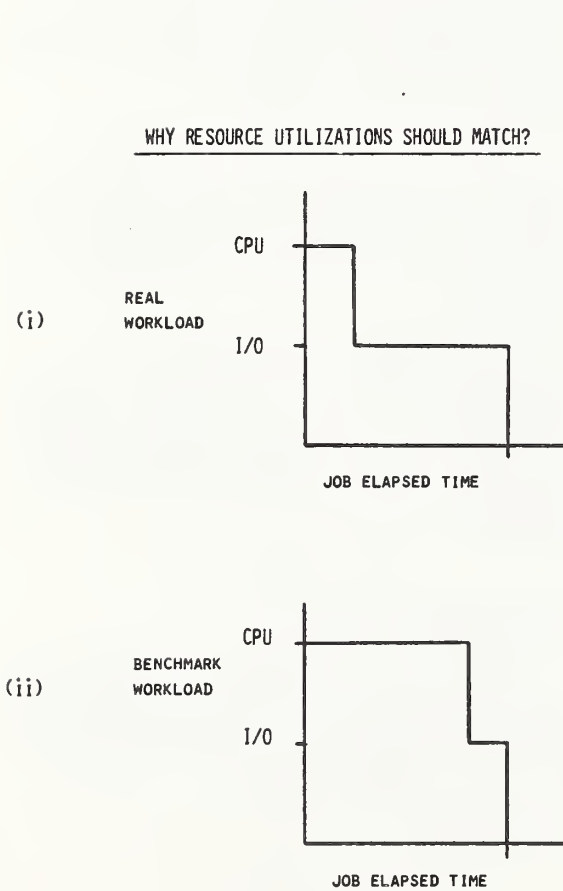 WHY RESOURCE UTILIZATIONS SHOULD MATCH?
CPU
(i)
REAL
WORKLOAD
I/O
JOB ELAPSED TIME
CPU
(ii)
BENCHMARK
WORKLOAD
I/O
JOB ELAPSED TIME